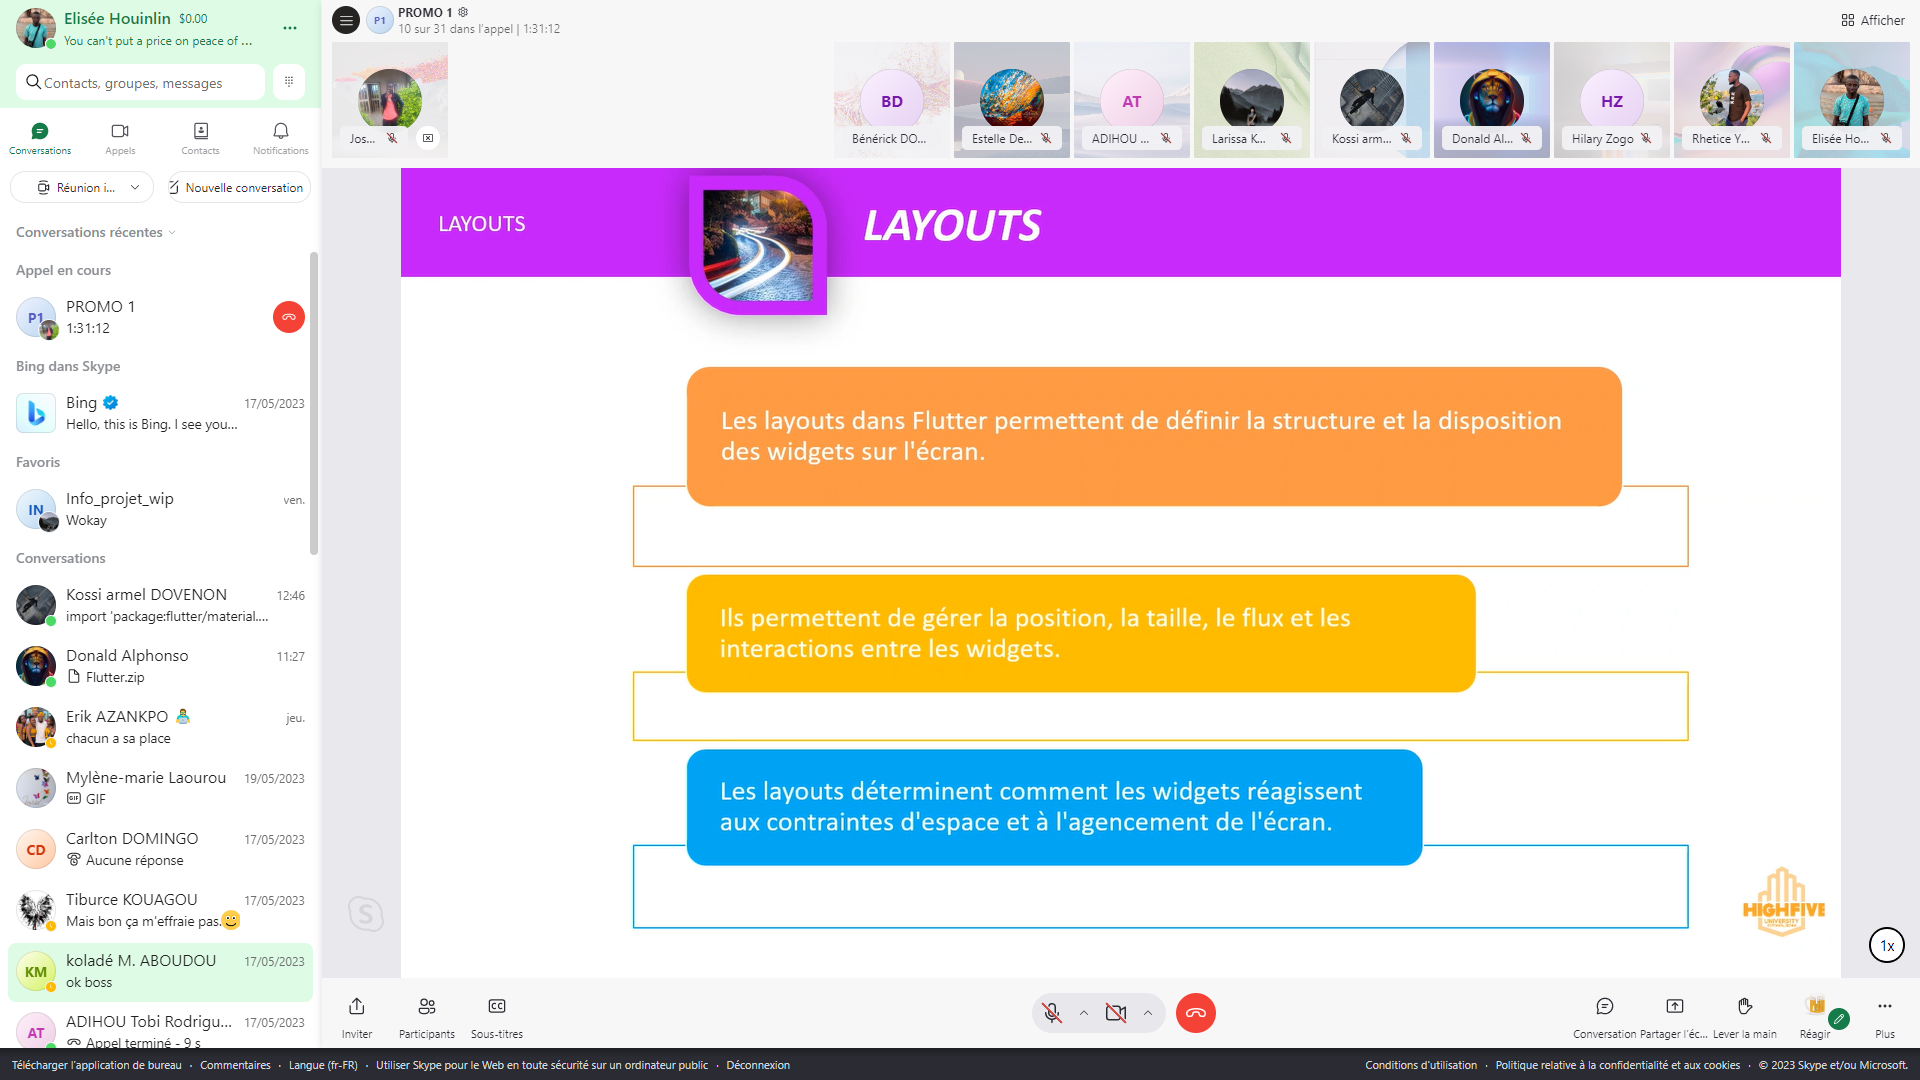 Elisée Houinlin $0.00
You can't put a price on peace of ...
Contacts, groupes, messages
Conversations
Appels
Contacts
Notifications
Réunion i...
Nouvelle conversation
Conversations récentes
Appel en cours
P1
PROMO 1
1:31:12
Bing dans Skype
Bing
17/05/2023
Hello, this is Bing. I see you...
Favoris
IN
Info_projet_wip
ven.
Wokay
Conversations
Kossi armel DOVENON
12:46
import 'package:flutter/material....
Donald Alphonso
11:27
Flutter.zip
Erik AZANKPO
jeu.
chacun a sa place
Mylène-marie Laourou
19/05/2023
GIF
CD
Carlton DOMINGO
17/05/2023
Aucune réponse
Tiburce KOUAGOU
17/05/2023
Mais bon ça m'effraie pas.
KM
koladé M. ABOUDOU
17/05/2023
ok boss
AT
ADIHOU Tobi Rodrigu...
17/05/2023
Appel terminé - 9 s
P1
PROMO 1
10 sur 31 dans l'appel | 1:31:12
Afficher
Jos...
BD
Bénérick DO...
Estelle De...
AT
ADIHOU ...
Larissa K...
Kossi arm...
Donald Al...
HZ
Hilary Zogo
Rhetice Y...
Elisée Ho...
LAYOUTS
LAYOUTS
Les layouts dans Flutter permettent de définir la structure et la disposition
des widgets sur l'écran.
Ils permettent de gérer la position, la taille, le flux et les
interactions entre les widgets.
Les layouts déterminent comment les widgets réagissent
aux contraintes d'espace et à l'agencement de l'écran.
HIGHFIVE
UNIVERSITY
1x
Inviter
Participants
Sous-titres
Conversation
Partager l'éc...
Lever la main
Réagir
Plus
Télécharger l'application de bureau · Commentaires · Langue (fr-FR) · Utiliser Skype pour le Web en toute sécurité sur un ordinateur public · Déconnexion
Conditions d'utilisation · Politique relative à la confidentialité et aux cookies · © 2023 Skype et/ou Microsoft.